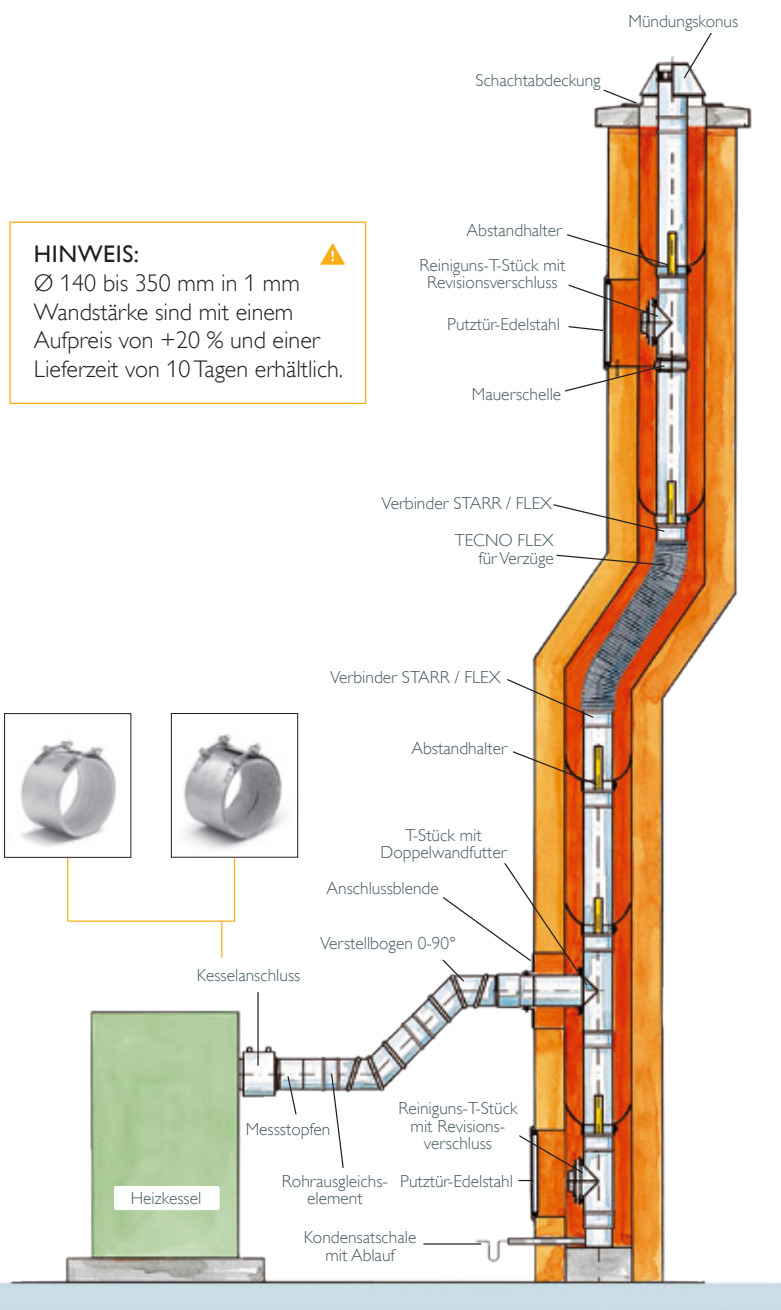 Mündungskonus
Schachtabdeckung
HINWEIS:
Ø 140 bis 350 mm in 1 mm
Wandstärke sind mit einem
Aufpreis von +20 % und einer
Lieferzeit von 10 Tagen erhältlich.
Abstandhalter
Reiniguns-T-Stück mit
Revisionsverschluss
Putztür-Edelstahl
Mauerschelle
Verbinder STARR / FLEX
TECNO FLEX
für Verzüge
Verbinder STARR / FLEX
Abstandhalter
T-Stück mit
Doppelwandfutter
Anschlussblende
Verstellbogen 0-90°
Kesselanschluss
Messstopfen
Reiniguns-T-Stück
mit Revisions-
verschluss
Rohrausgleichs-
element
Putztür-Edelstahl
Heizkessel
Kondensatschale
mit Ablauf